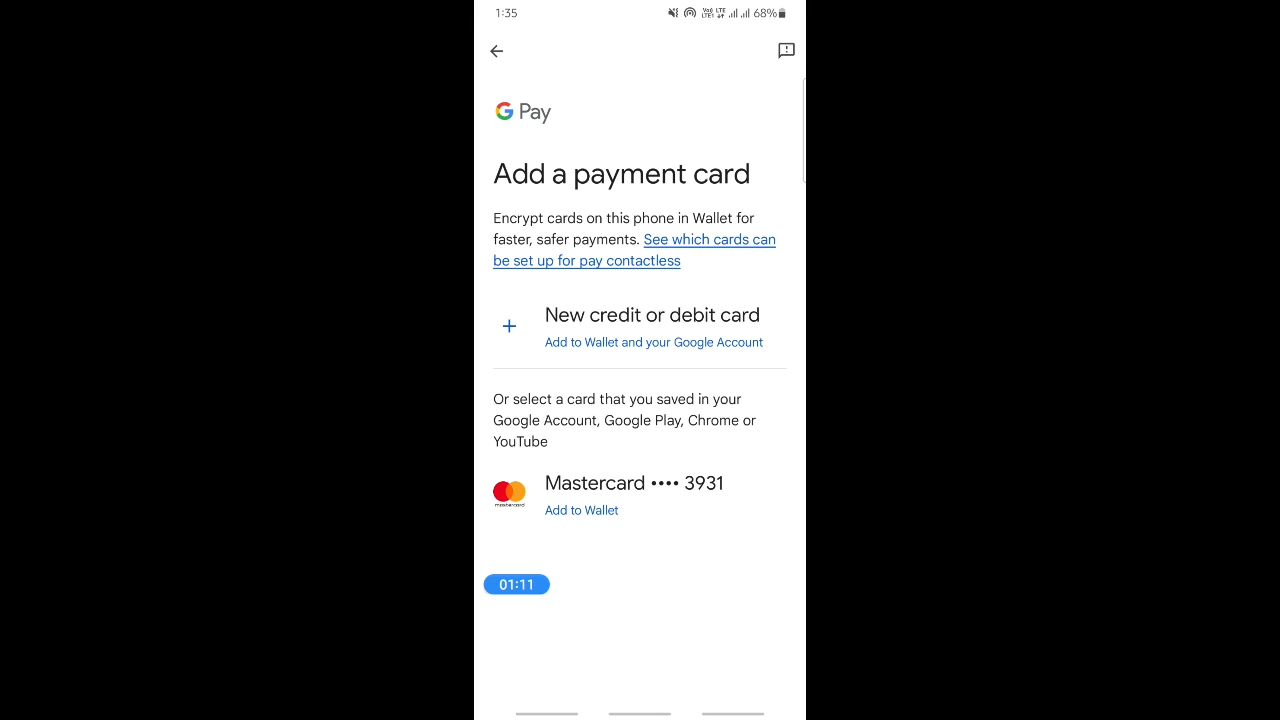 1:35
68%
G Pay
Add a payment card
Encrypt cards on this phone in Wallet for
faster, safer payments. See which cards can
be set up for pay contactless
New credit or debit card
Add to Wallet and your Google Account
Or select a card that you saved in your
Google Account, Google Play, Chrome or
YouTube
Mastercard •••• 3931
mastercard
Add to Wallet
01:11